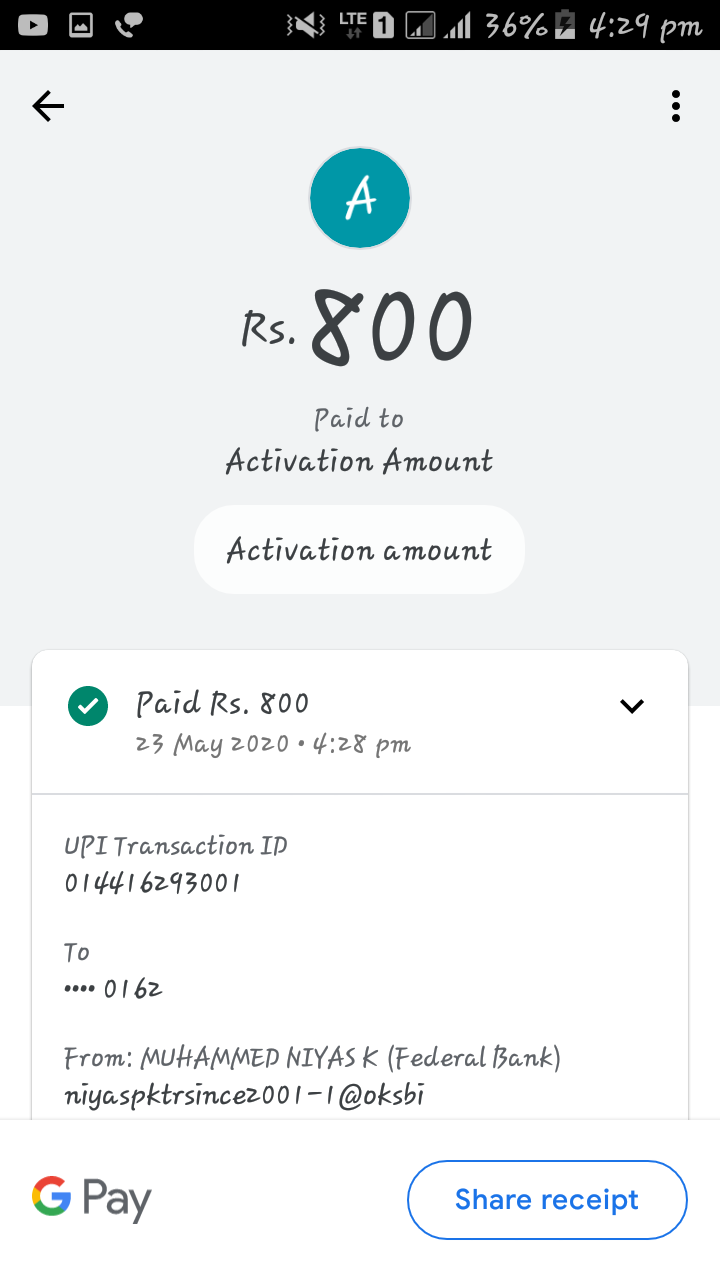 LTE 1 36% 4:29 pm
A
Rs. 800
Paid to
Activation Amount
Activation amount
Paid Rs. 800
23 May 2020 • 4:28 pm
UPI Transaction ID
014416293001
To
•••• 0162
From: MUHAMMED NIYAS K (Federal Bank)
niyaspktrsince2001-1@oksbi
G Pay
Share receipt